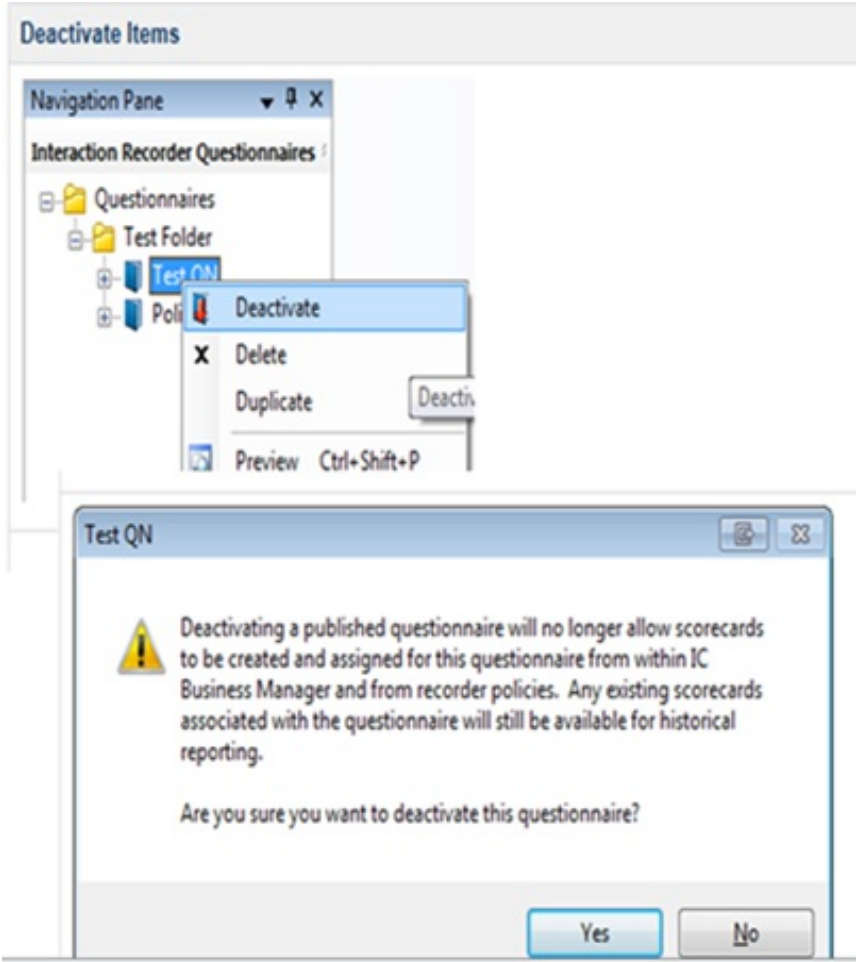 Deactivate Items
Navigation Pane
Interaction Recorder Questionnaires
Questionnaires
Test Folder
Test QN
Poli
Deactivate
Delete
Duplicate
Deactiv
Preview Ctrl+Shift+P
Test QN
Deactivating a published questionnaire will no longer allow scorecards
to be created and assigned for this questionnaire from within IC
Business Manager and from recorder policies. Any existing scorecards
associated with the questionnaire will still be available for historical
reporting.
Are you sure you want to deactivate this questionnaire?
Yes
No